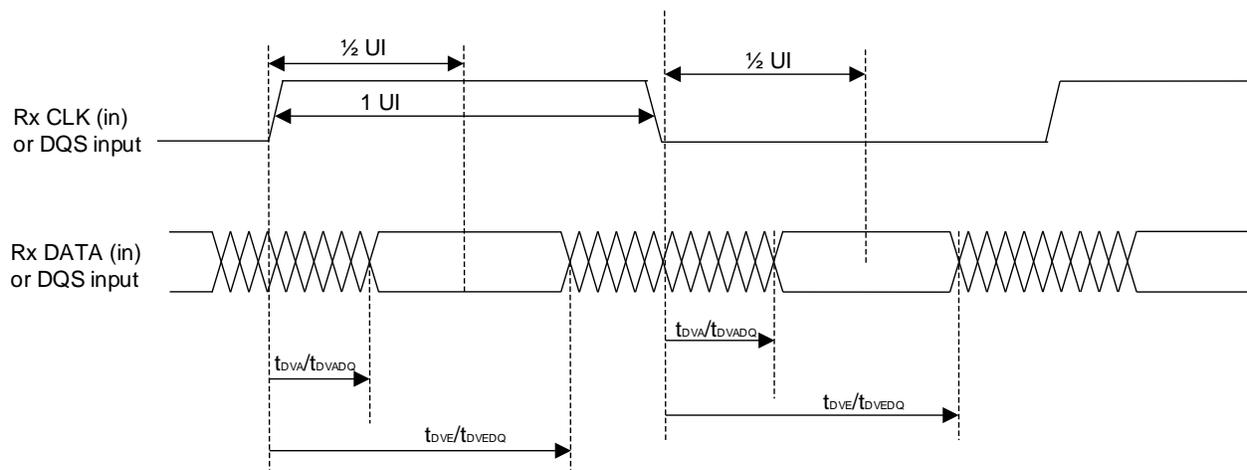 ½ UI
½ UI
1 UI
Rx CLK (in)
or DQS input
Rx DATA (in)
or DQS input
tDVA/tDVADQ
tDVA/tDVADQ
tDVE/tDVEDQ
tDVE/tDVEDQ